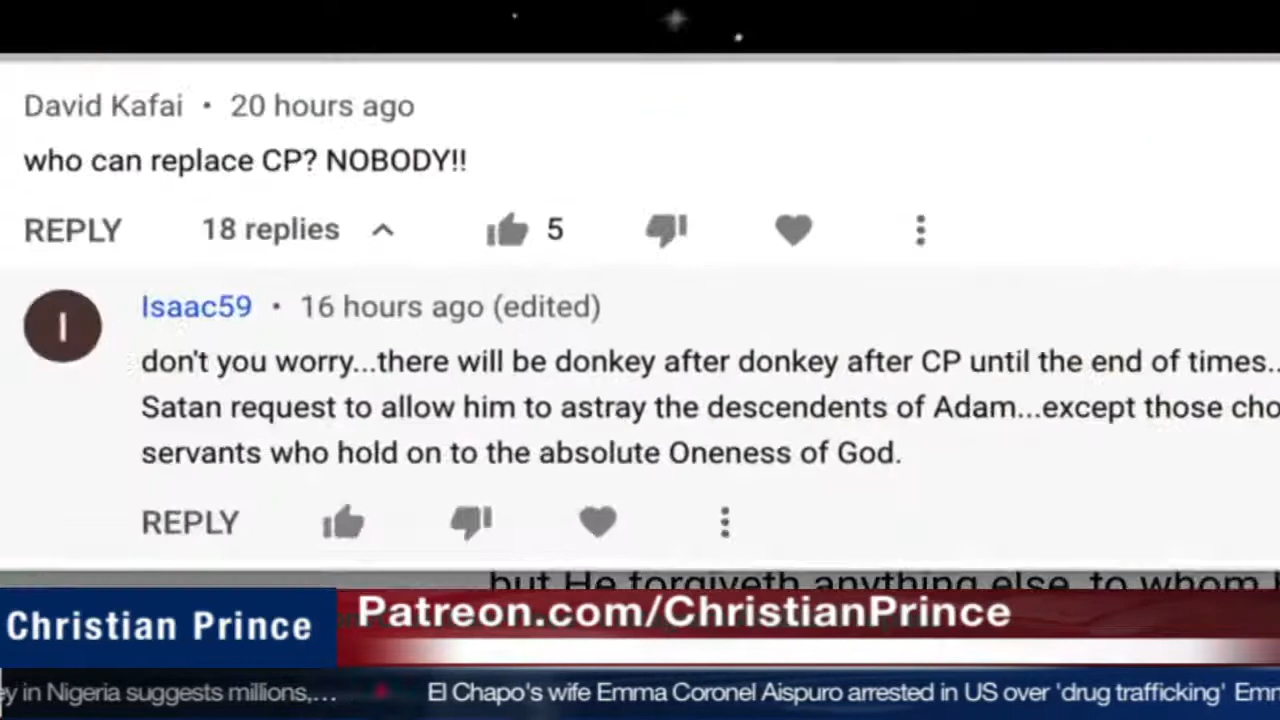 David Kafai • 20 hours ago
who can replace CP? NOBODY!!
REPLY 18 replies 5
I
Isaac59 • 16 hours ago (edited)
don't you worry...there will be donkey after donkey after CP until the end of times..
Satan request to allow him to astray the descendents of Adam...except those cho
servants who hold on to the absolute Oneness of God.
REPLY
but He forgiveth anything else, to whom
Christian Prince
Patreon.com/ChristianPrince
y in Nigeria suggests millions,... El Chapo's wife Emma Coronel Aispuro arrested in US over 'drug trafficking' Emm